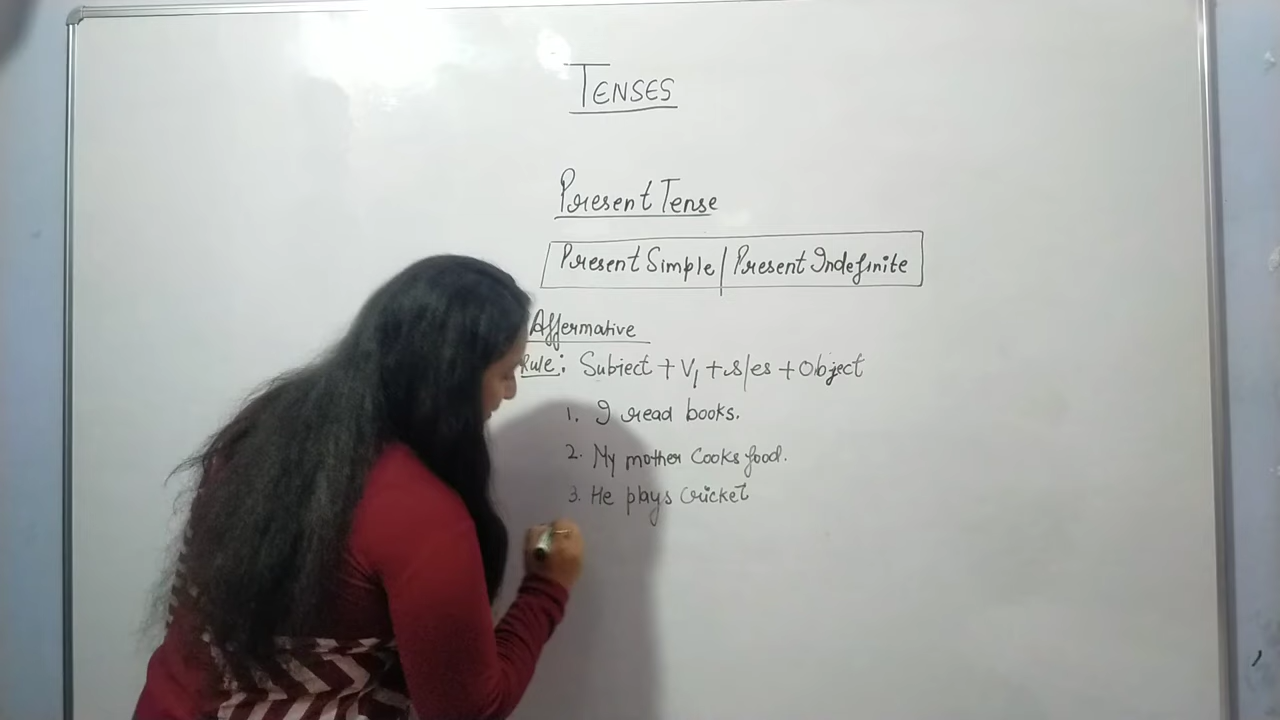 TENSES
Present Tense
Present Simple | Present Indefinite
Affermative
Rule: Subject + V₁ + s/es + Object
1. I read books.
2. My mother cooks food.
3. He plays cricket